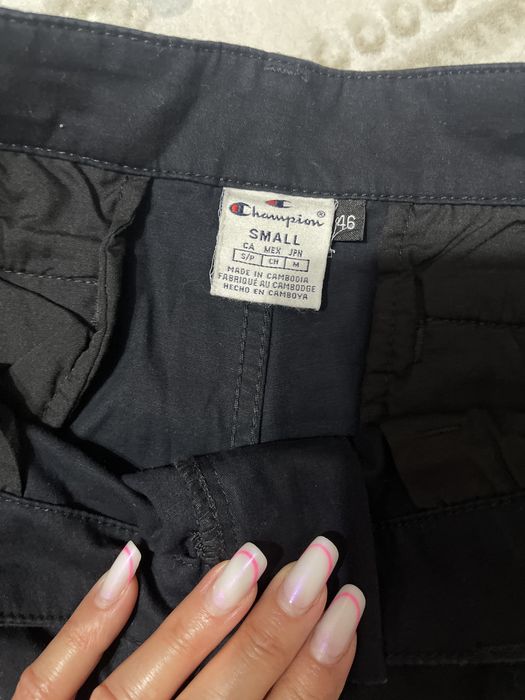 Champion®
46
SMALL
CA MEX JPN
S/P CH M
MADE IN CAMBODIA
FABRIQUÉ AU CAMBODGE
HECHO EN CAMBOYA